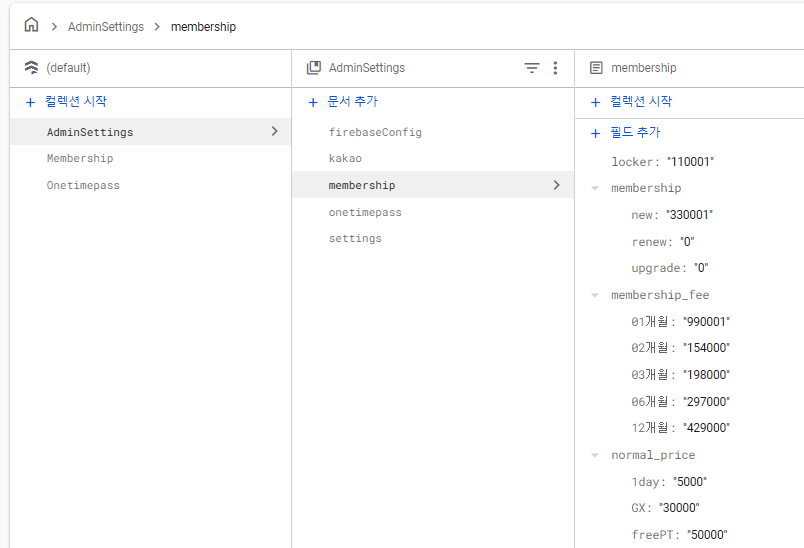 AdminSettings
membership
(default)
컬렉션 시작
AdminSettings
Membership
Onetimepass
AdminSettings
문서 추가
firebaseConfig
kakao
membership
onetimepass
settings
membership
컬렉션 시작
필드 추가
locker: "110001"
membership
new: "330001"
renew: "0"
upgrade: "0"
membership_fee
01개월: "990001"
02개월: "154000"
03개월: "198000"
06개월: "297000"
12개월: "429000"
normal_price
1day: "5000"
GX: "30000"
freePT: "50000"